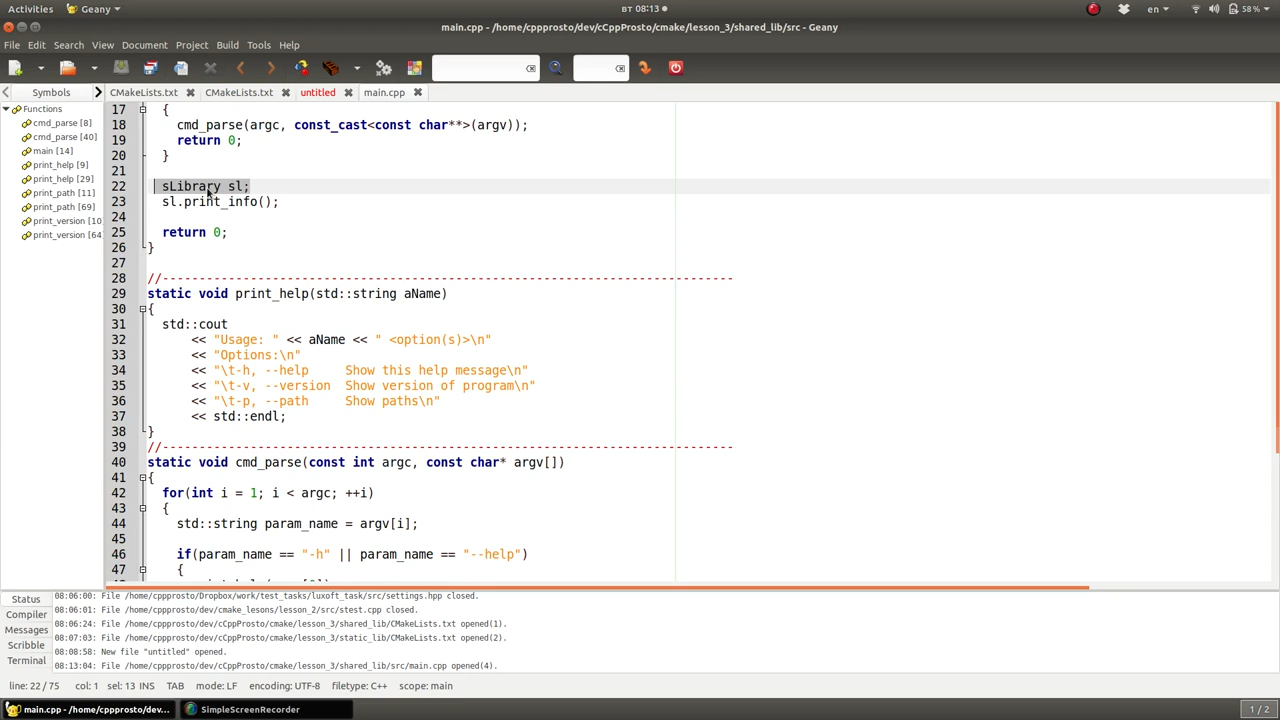 Activities
Geany
вт 08:13
en
58 %
main.cpp - /home/cppprosto/dev/cCppProsto/cmake/lesson_3/shared_lib/src - Geany
File Edit Search View Document Project Build Tools Help
Symbols
CMakeLists.txt
CMakeLists.txt
untitled
main.cpp
Functions
cmd_parse [8]
cmd_parse [40]
main [14]
print_help [9]
print_help [29]
print_path [11]
print_path [69]
print_version [10]
print_version [64]
17 {
18 cmd_parse(argc, const_cast<const char**>(argv));
19 return 0;
20 }
21
22 sLibrary sl;
23 sl.print_info();
24
25 return 0;
26 }
27
28 //------------------------------------------------------------------------------
29 static void print_help(std::string aName)
30 {
31 std::cout
32 << "Usage: " << aName << " <option(s)>\n"
33 << "Options:\n"
34 << "\t-h, --help     Show this help message\n"
35 << "\t-v, --version  Show version of program\n"
36 << "\t-p, --path     Show paths\n"
37 << std::endl;
38 }
39 //------------------------------------------------------------------------------
40 static void cmd_parse(const int argc, const char* argv[])
41 {
42 for(int i = 1; i < argc; ++i)
43 {
44 std::string param_name = argv[i];
45
46 if(param_name == "-h" || param_name == "--help")
47 {
Status
Compiler
Messages
Scribble
Terminal
08:06:00: File /home/cppprosto/Dropbox/work/test_tasks/luxoft_task/src/settings.hpp closed.
08:06:01: File /home/cppprosto/dev/cmake_lesons/lesson_2/src/stest.cpp closed.
08:06:24: File /home/cppprosto/dev/cCppProsto/cmake/lesson_3/shared_lib/CMakeLists.txt opened(1).
08:07:03: File /home/cppprosto/dev/cCppProsto/cmake/lesson_3/static_lib/CMakeLists.txt opened(2).
08:08:58: New file "untitled" opened.
08:13:04: File /home/cppprosto/dev/cCppProsto/cmake/lesson_3/shared_lib/src/main.cpp opened(4).
line: 22 / 75 col: 1 sel: 13 INS TAB mode: LF encoding: UTF-8 filetype: C++ scope: main
main.cpp - /home/cppprosto/dev...
SimpleScreenRecorder
1 / 2